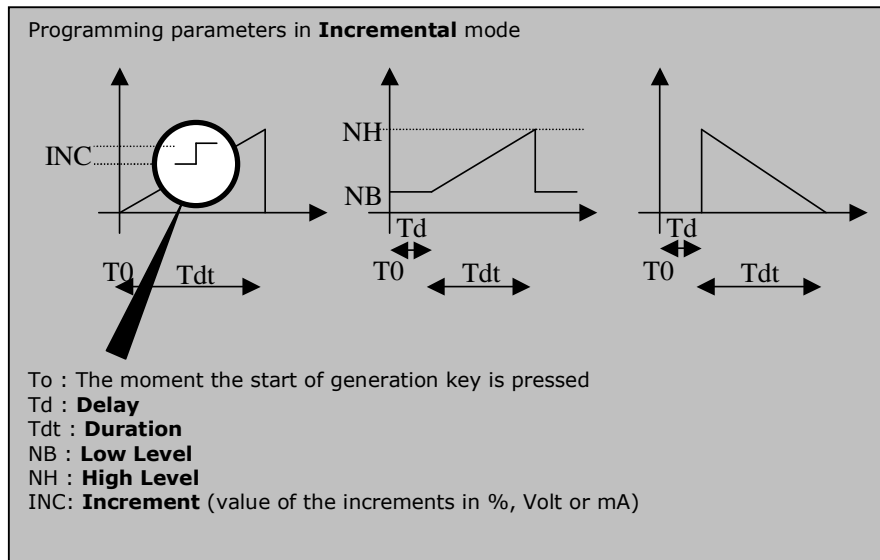 Programming parameters in Incremental mode
INC
T0
Tdt
NH
NB
Td
T0
Tdt
Td
T0
Tdt
To : The moment the start of generation key is pressed
Td : Delay
Tdt : Duration
NB : Low Level
NH : High Level
INC: Increment (value of the increments in %, Volt or mA)